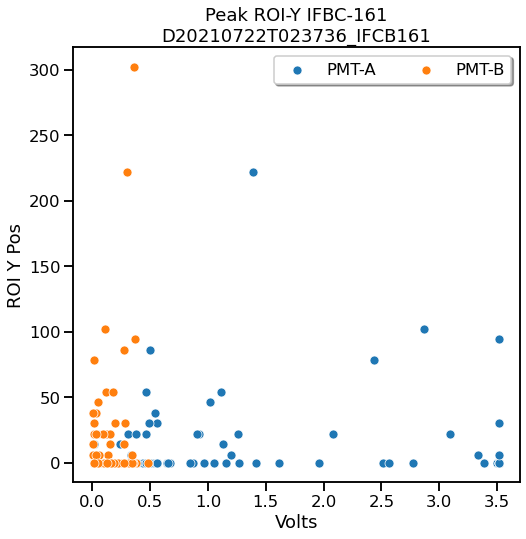 Peak ROI-Y IFBC-161
D20210722T023736_IFCB161
PMT-A PMT-B
300
250
200
150
100
50
0
ROI Y Pos
0.0 0.5 1.0 1.5 2.0 2.5 3.0 3.5
Volts